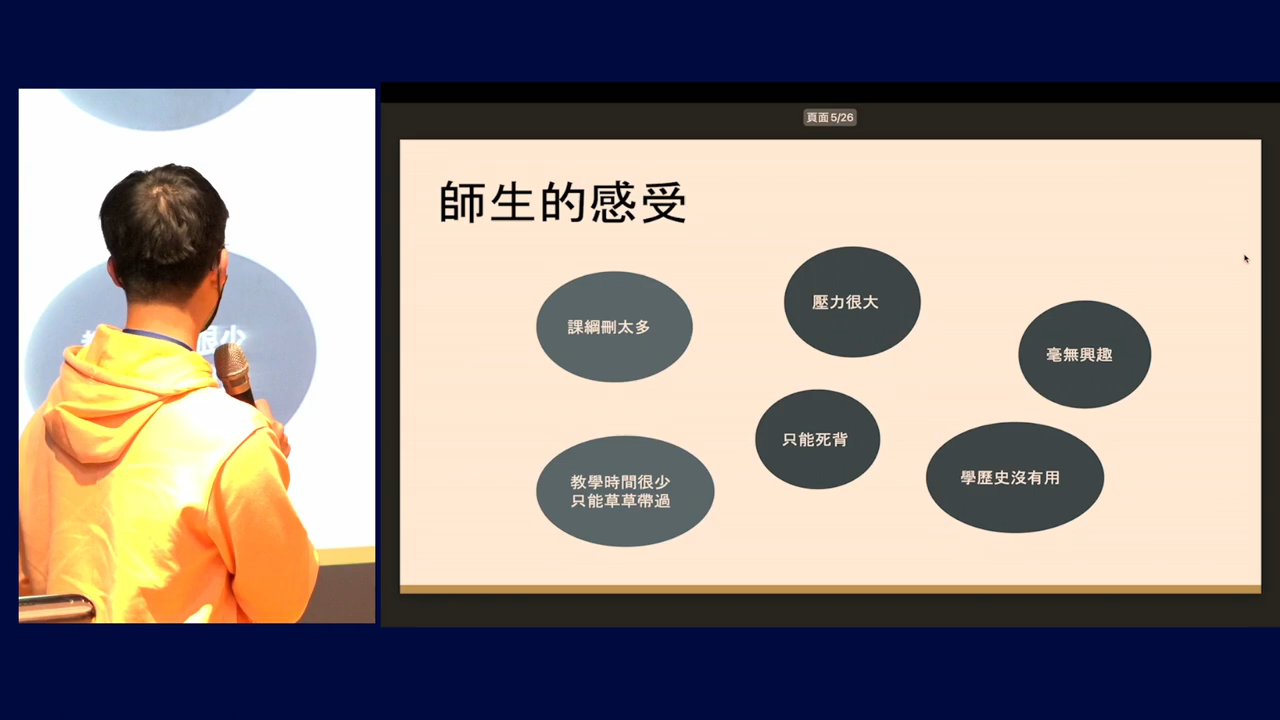 頁面 5/26
師生的感受
課綱刪太多
壓力很大
毫無興趣
只能死背
學歷史沒有用
教學時間很少
只能草草帶過
很少